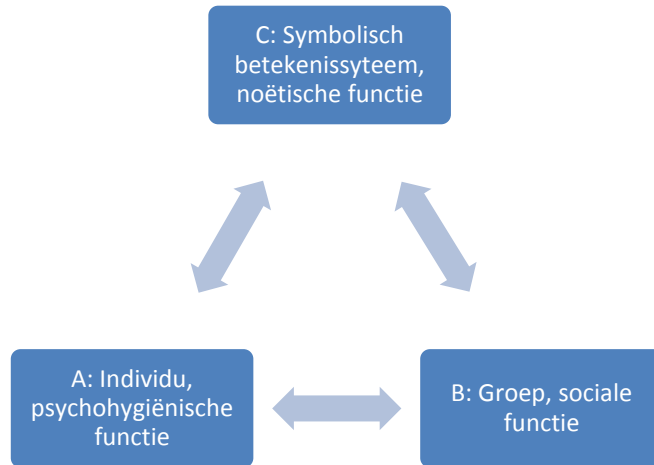 C: Symbolisch
betekenissyteem,
noëtische functie
A: Individu,
psychohygiënische
functie
B: Groep, sociale
functie